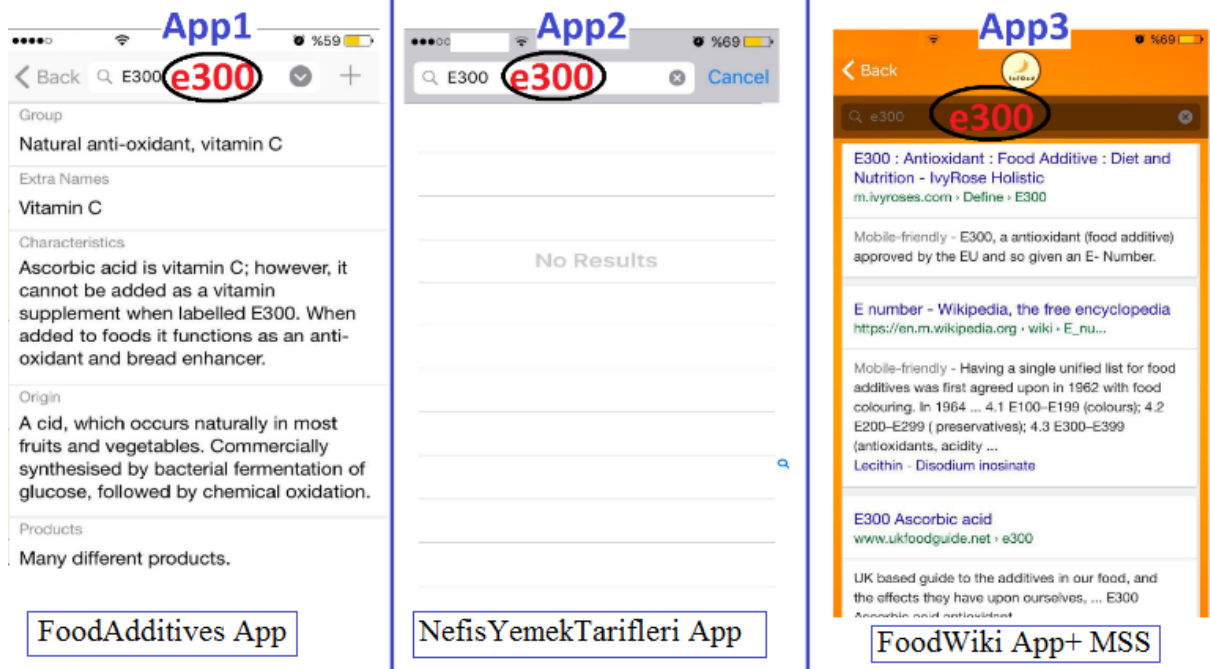 App1
%59
Back
E300 e300
Group
Natural anti-oxidant, vitamin C
Extra Names
Vitamin C
Characteristics
Ascorbic acid is vitamin C; however, it
cannot be added as a vitamin
supplement when labelled E300. When
added to foods it functions as an anti-
oxidant and bread enhancer.
Origin
A cid, which occurs naturally in most
fruits and vegetables. Commercially
synthesised by bacterial fermentation of
glucose, followed by chemical oxidation.
Products
Many different products.
FoodAdditives App
App2
%69
E300 e300 Cancel
No Results
NefisYemekTarifleri App
App3
%69
Back
e300 e300
E300 : Antioxidant : Food Additive : Diet and
Nutrition - IvyRose Holistic
m.ivyroses.com › Define › E300
Mobile-friendly - E300, a antioxidant (food additive)
approved by the EU and so given an E- Number.
E number - Wikipedia, the free encyclopedia
https://en.m.wikipedia.org › wiki › E_nu...
Mobile-friendly - Having a single unified list for food
additives was first agreed upon in 1962 with food
colouring. In 1964 ... 4.1 E100–E199 (colours); 4.2
E200–E299 ( preservatives); 4.3 E300–E399
(antioxidants, acidity ...
Lecithin - Disodium inosinate
E300 Ascorbic acid
www.ukfoodguide.net › e300
UK based guide to the additives in our food, and
the effects they have upon ourselves, ... E300
Ascorbic acid antioxidant
FoodWiki App+ MSS